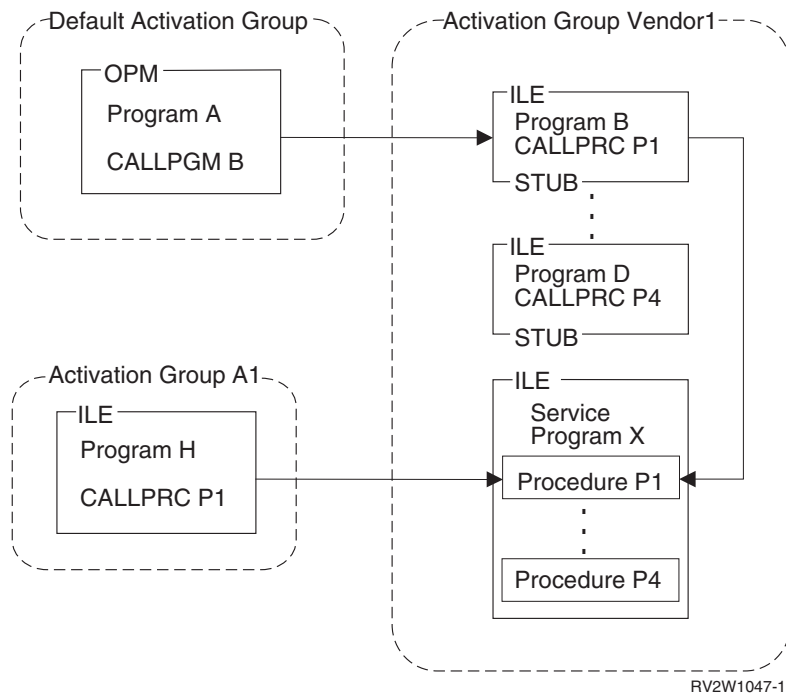 Default Activation Group
OPM
Program A
CALLPGM B
Activation Group Vendor1
ILE
Program B
CALLPRC P1
STUB
ILE
Program D
CALLPRC P4
STUB
Activation Group A1
ILE
Program H
CALLPRC P1
ILE
Service
Program X
Procedure P1
Procedure P4
RV2W1047-1